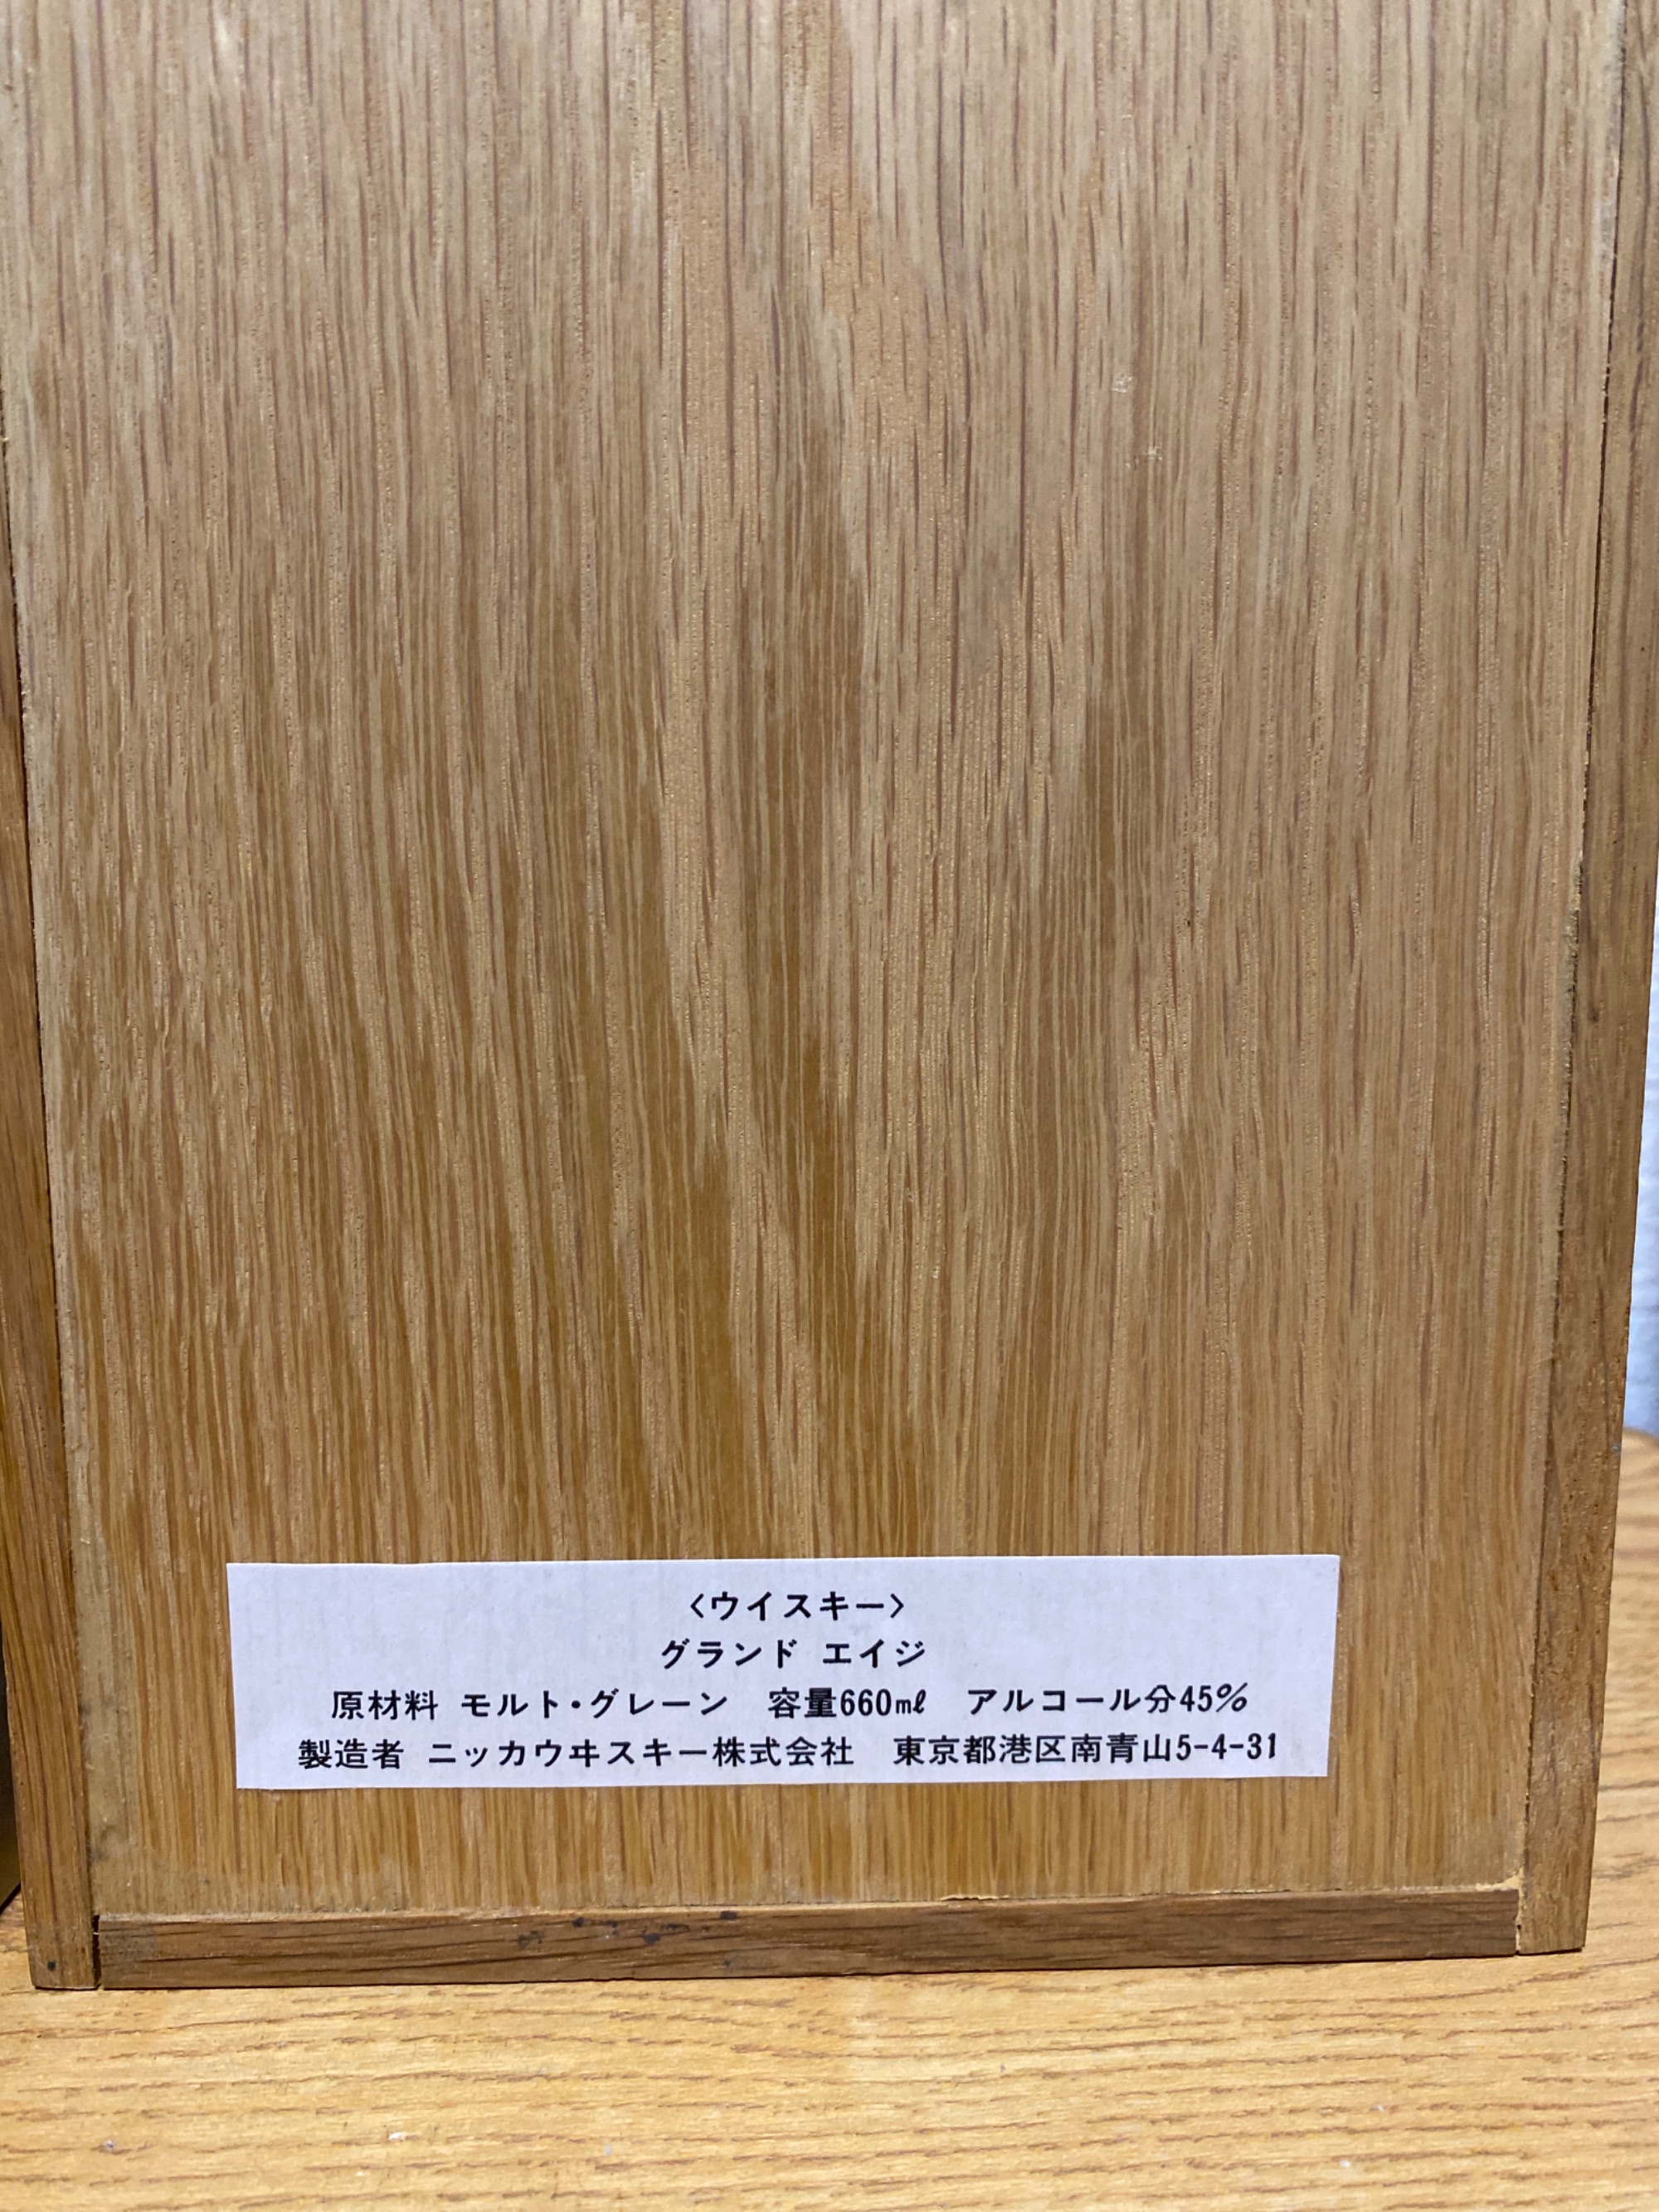 〈ウイスキー〉
グランド エイジ
原材料 モルト・グレーン 容量660㎖ アルコール分45%
製造者 ニッカウヰスキー株式会社 東京都港区南青山5-4-31